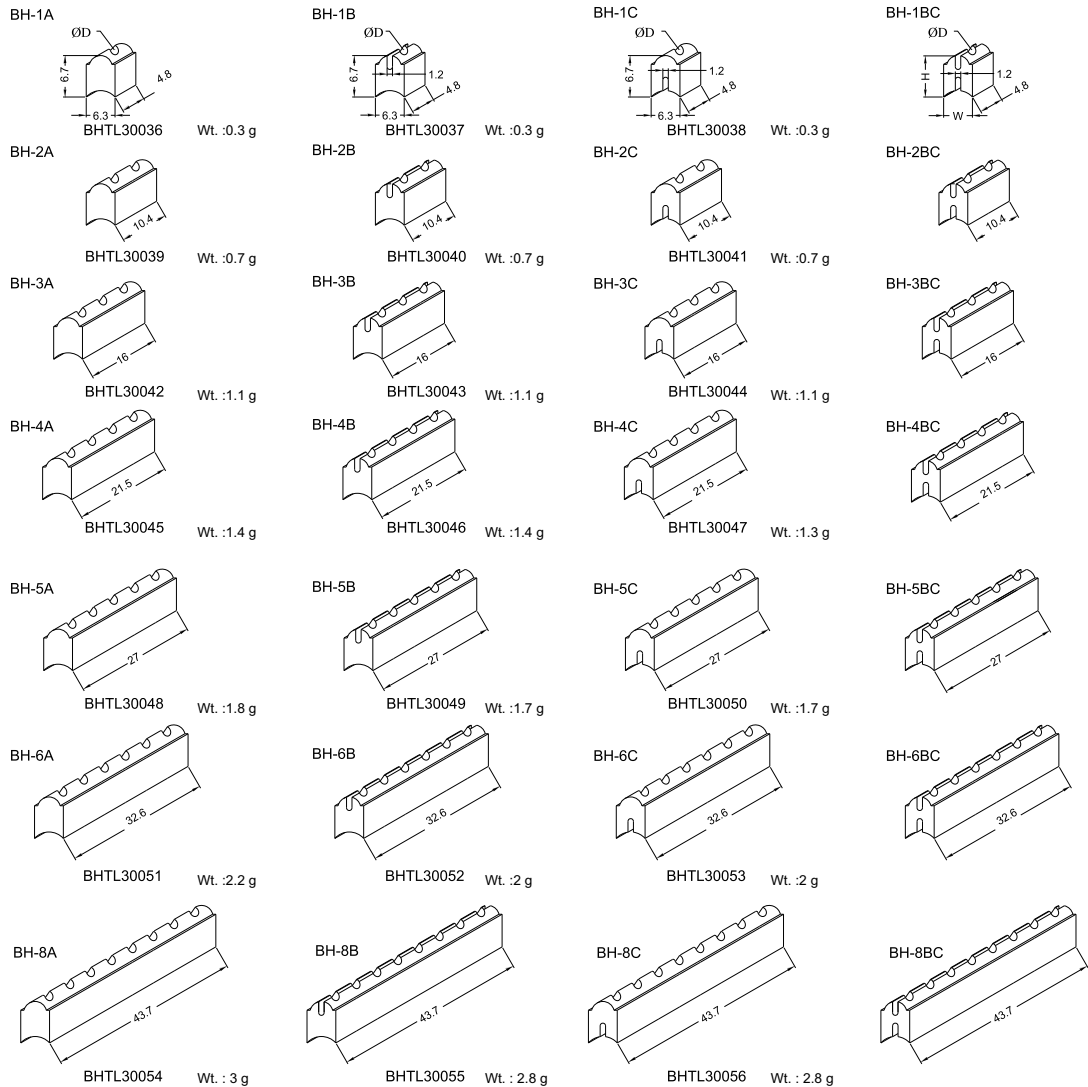 BH-1A BH-1B BH-1C BH-1BC
ØD ØD ØD ØD
6.7 4.8 6.7 1.2 4.8 6.7 1.2 4.8 H 1.2 4.8
6.3 6.3 6.3 W
BHTL30036 Wt. :0.3 g BHTL30037 Wt. :0.3 g BHTL30038 Wt. :0.3 g
BH-2A BH-2B BH-2C BH-2BC
10.4 10.4 10.4 10.4
BHTL30039 Wt. :0.7 g BHTL30040 Wt. :0.7 g BHTL30041 Wt. :0.7 g
BH-3A BH-3B BH-3C BH-3BC
16 16 16 16
BHTL30042 Wt. :1.1 g BHTL30043 Wt. :1.1 g BHTL30044 Wt. :1.1 g
BH-4A BH-4B BH-4C BH-4BC
21.5 21.5 21.5 21.5
BHTL30045 Wt. :1.4 g BHTL30046 Wt. :1.4 g BHTL30047 Wt. :1.3 g
BH-5A BH-5B BH-5C BH-5BC
27 27 27 27
BHTL30048 Wt. :1.8 g BHTL30049 Wt. :1.7 g BHTL30050 Wt. :1.7 g
BH-6A BH-6B BH-6C BH-6BC
32.6 32.6 32.6 32.6
BHTL30051 Wt. :2.2 g BHTL30052 Wt. :2 g BHTL30053 Wt. :2 g
BH-8A BH-8B BH-8C BH-8BC
43.7 43.7 43.7 43.7
BHTL30054 Wt. : 3 g BHTL30055 Wt. : 2.8 g BHTL30056 Wt. : 2.8 g